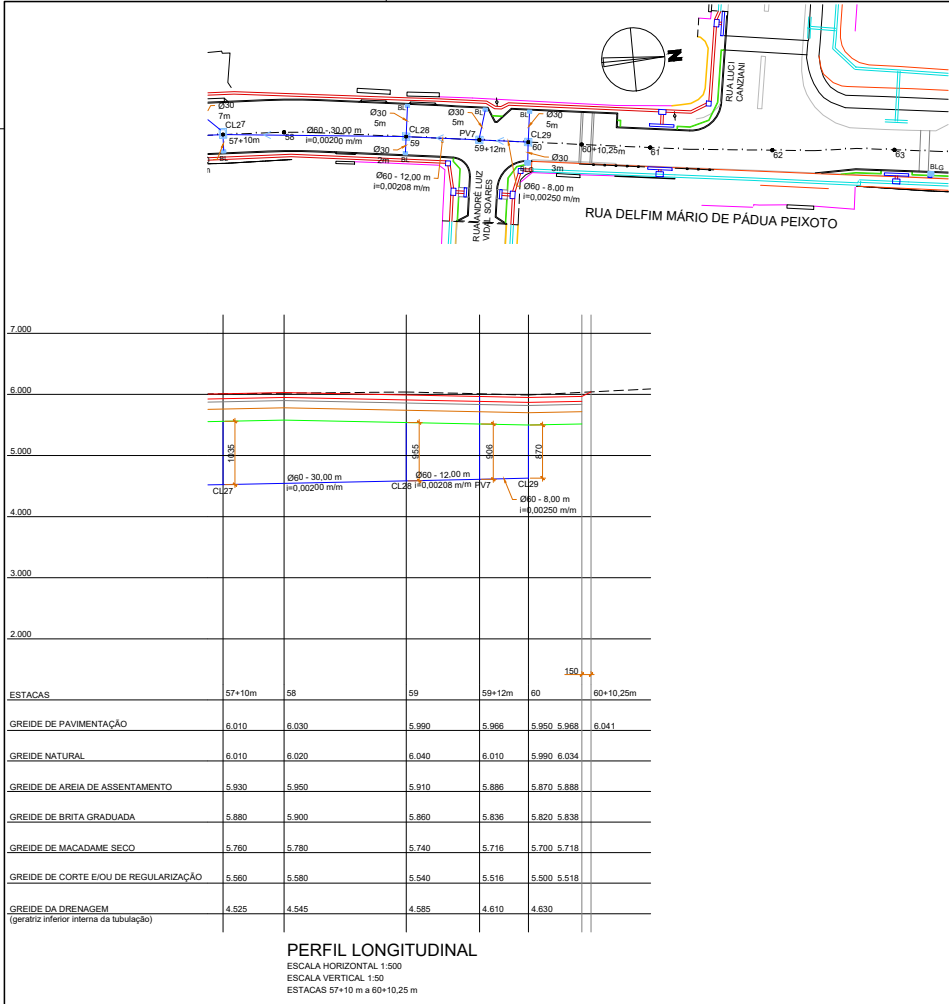 N
RUA LUCI
CANZIANI
Ø30
7m
CL27
57+10m
BL
58
Ø60 - 30,00 m
i=0,00200 m/m
Ø30
5m
BL
CL28
59
Ø30
2m
BL
Ø60 - 12,00 m
i=0,00208 m/m
Ø30
5m
BL
PV7
59+12m
BL
Ø30
5m
CL29
60
Ø30
3m
BLG
Ø60 - 8,00 m
i=0,00250 m/m
60+10,25m
61
62
63
BLG
RUA ANDRÉ LUIZ
VIDAL SOARES
RUA DELFIM MÁRIO DE PÁDUA PEIXOTO
7.000
6.000
5.000
4.000
3.000
2.000
1035
955
906
870
CL27
Ø60 - 30,00 m
i=0,00200 m/m
CL28
Ø60 - 12,00 m
i=0,00208 m/m
PV7
CL29
Ø60 - 8,00 m
i=0,00250 m/m
150
ESTACAS 57+10m 58 59 59+12m 60 60+10,25m
GREIDE DE PAVIMENTAÇÃO 6.010 6.030 5.990 5.966 5.950 5.968 6.041
GREIDE NATURAL 6.010 6.020 6.040 6.010 5.990 6.034
GREIDE DE AREIA DE ASSENTAMENTO 5.930 5.950 5.910 5.886 5.870 5.888
GREIDE DE BRITA GRADUADA 5.880 5.900 5.860 5.836 5.820 5.838
GREIDE DE MACADAME SECO 5.760 5.780 5.740 5.716 5.700 5.718
GREIDE DE CORTE E/OU DE REGULARIZAÇÃO 5.560 5.580 5.540 5.516 5.500 5.518
GREIDE DA DRENAGEM 4.525 4.545 4.585 4.610 4.630
(geratriz inferior interna da tubulação)
PERFIL LONGITUDINAL
ESCALA HORIZONTAL 1:500
ESCALA VERTICAL 1:50
ESTACAS 57+10 m a 60+10,25 m